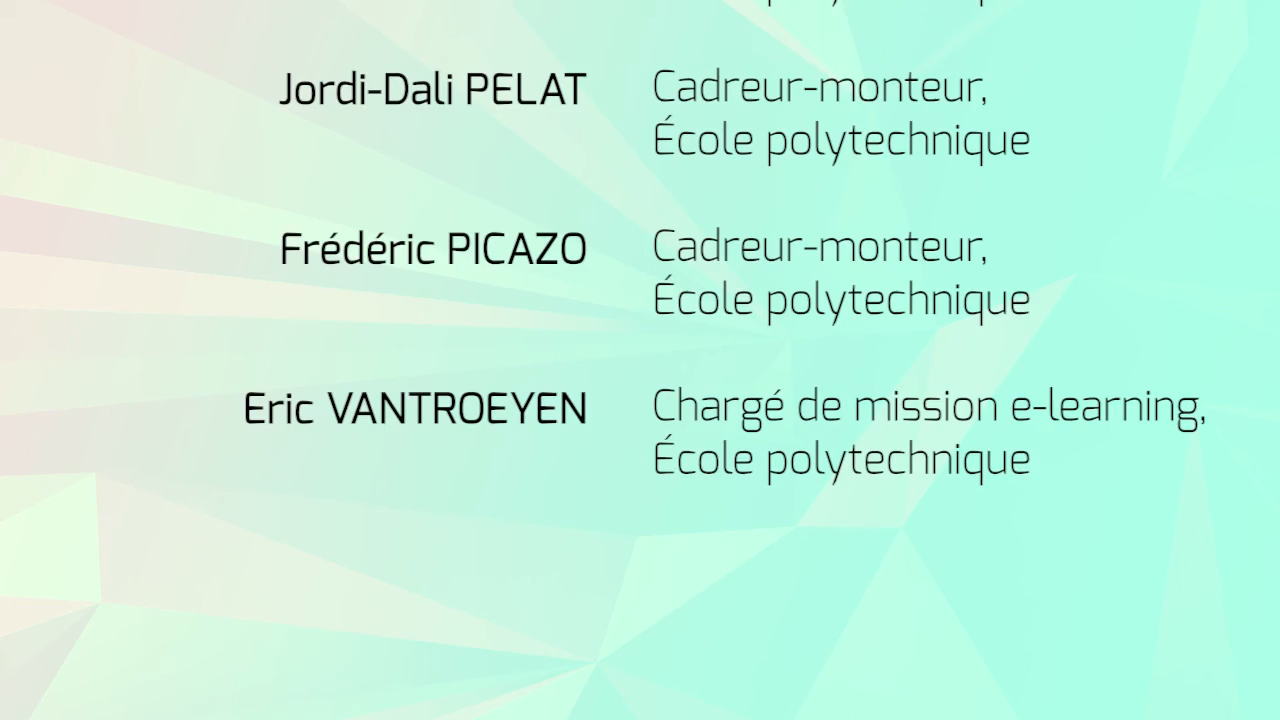 Jordi-Dali PELAT Cadreur-monteur,
École polytechnique
Frédéric PICAZO Cadreur-monteur,
École polytechnique
Eric VANTROEYEN Chargé de mission e-learning,
École polytechnique